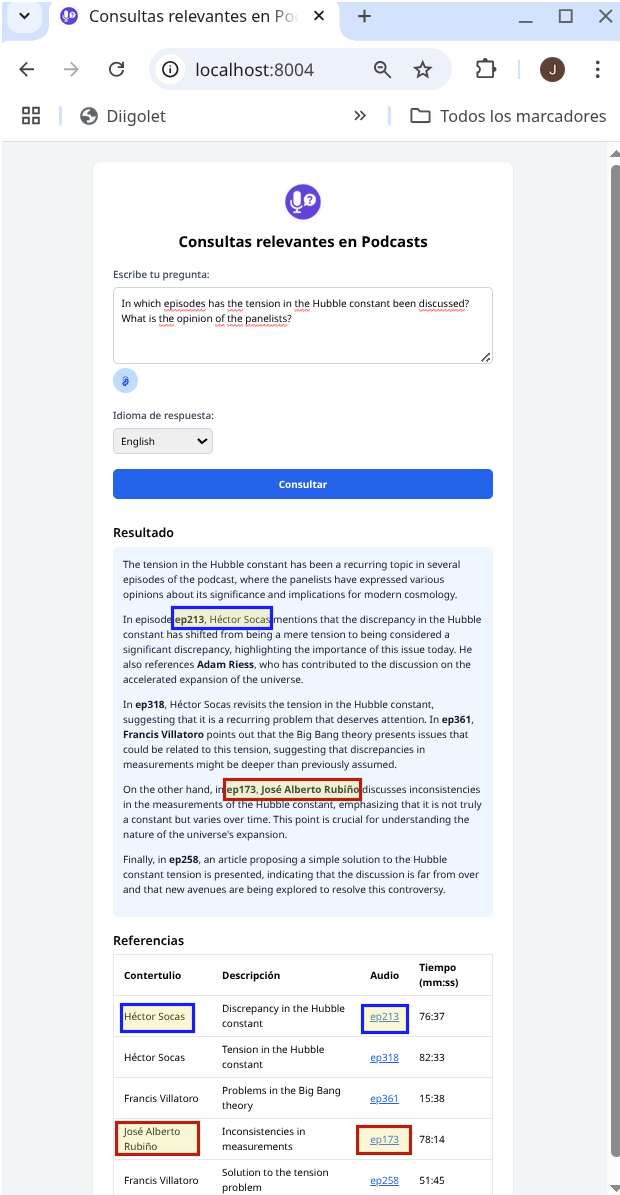 Consultas relevantes en Po
localhost:8004
J
Diigolet
Todos los marcadores
Consultas relevantes en Podcasts
Escribe tu pregunta:
In which episodes has the tension in the Hubble constant been discussed?
What is the opinion of the panelists?
Idioma de respuesta:
English
Consultar
Resultado
The tension in the Hubble constant has been a recurring topic in several
episodes of the podcast, where the panelists have expressed various
opinions about its significance and implications for modern cosmology.
In episode ep213, Héctor Socas mentions that the discrepancy in the Hubble
constant has shifted from being a mere tension to being considered a
significant discrepancy, highlighting the importance of this issue today. He
also references Adam Riess, who has contributed to the discussion on the
accelerated expansion of the universe.
In ep318, Héctor Socas revisits the tension in the Hubble constant,
suggesting that it is a recurring problem that deserves attention. In ep361,
Francis Villatoro points out that the Big Bang theory presents issues that
could be related to this tension, suggesting that discrepancies in
measurements might be deeper than previously assumed.
On the other hand, in ep173, José Alberto Rubiño discusses inconsistencies
in the measurements of the Hubble constant, emphasizing that it is not truly
a constant but varies over time. This point is crucial for understanding the
nature of the universe's expansion.
Finally, in ep258, an article proposing a simple solution to the Hubble
constant tension is presented, indicating that the discussion is far from over
and that new avenues are being explored to resolve this controversy.
Referencias
Contertulio Descripción Audio Tiempo (mm:ss)
Héctor Socas Discrepancy in the Hubble constant ep213 76:37
Héctor Socas Tension in the Hubble constant ep318 82:33
Francis Villatoro Problems in the Big Bang theory ep361 15:38
José Alberto Rubiño Inconsistencies in measurements ep173 78:14
Francis Villatoro Solution to the tension problem ep258 51:45